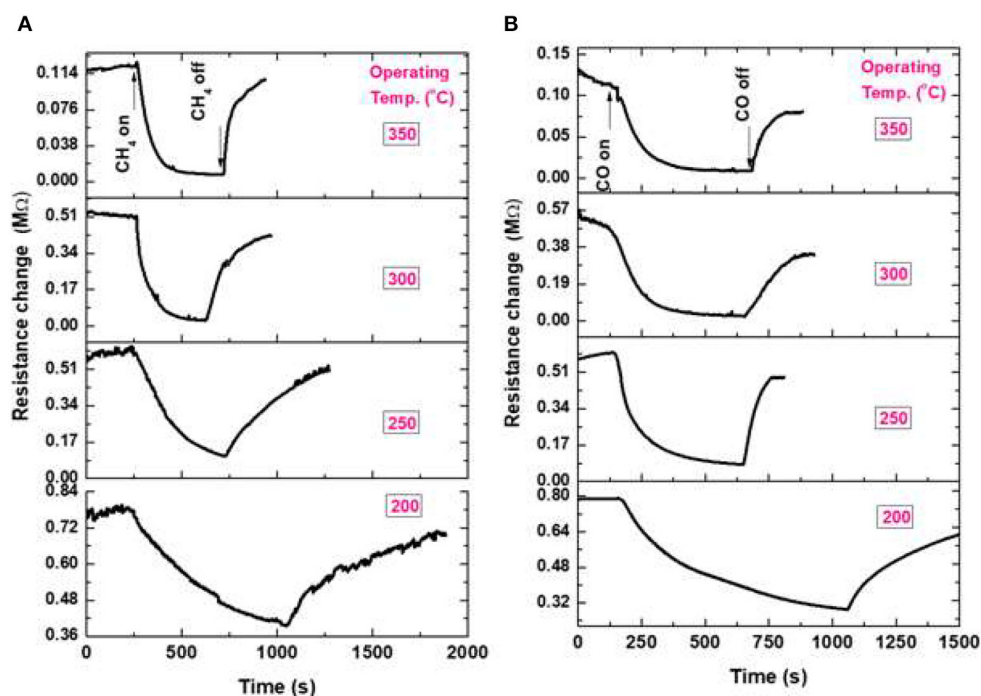 A
Resistance change (MΩ)
0.114
0.076
0.038
0.000
CH₄ on
CH₄ off
Operating
Temp. (°C)
350
0.51
0.34
0.17
0.00
300
0.51
0.34
0.17
0.00
250
0.84
0.72
0.60
0.48
0.36
200
0 500 1000 1500 2000
Time (s)
B
Resistance change (MΩ)
0.15
0.10
0.05
0.00
CO on
CO off
Operating
Temp. (°C)
350
0.57
0.38
0.19
0.00
300
0.51
0.34
0.17
0.00
250
0.80
0.64
0.48
0.32
200
0 250 500 750 1000 1250 1500
Time (s)